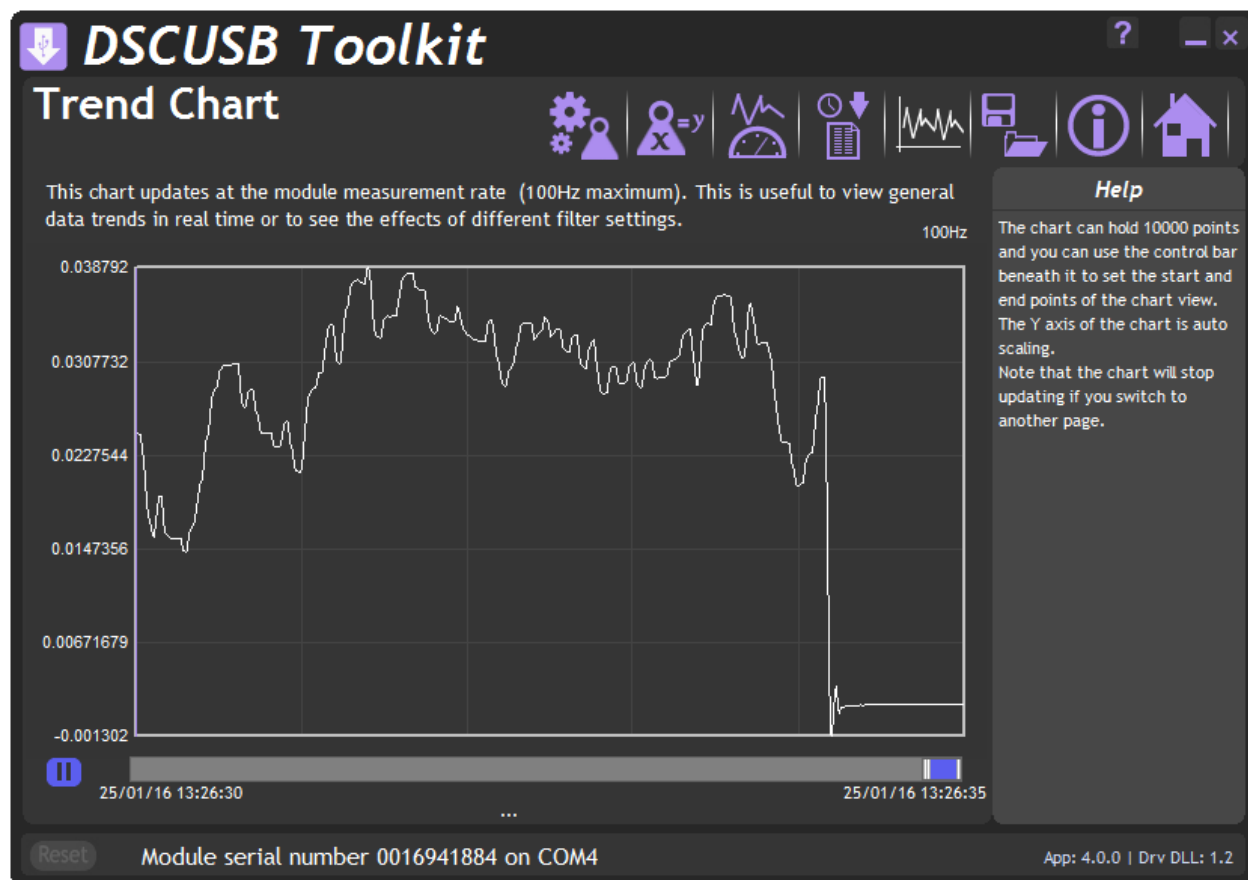 DSCUSB Toolkit
?
Trend Chart
x =y
This chart updates at the module measurement rate (100Hz maximum). This is useful to view general
data trends in real time or to see the effects of different filter settings.
100Hz
0.038792
0.0307732
0.0227544
0.0147356
0.00671679
-0.001302
25/01/16 13:26:30
25/01/16 13:26:35
...
Help
The chart can hold 10000 points
and you can use the control bar
beneath it to set the start and
end points of the chart view.
The Y axis of the chart is auto
scaling.
Note that the chart will stop
updating if you switch to
another page.
Reset
Module serial number 0016941884 on COM4
App: 4.0.0 | Drv DLL: 1.2